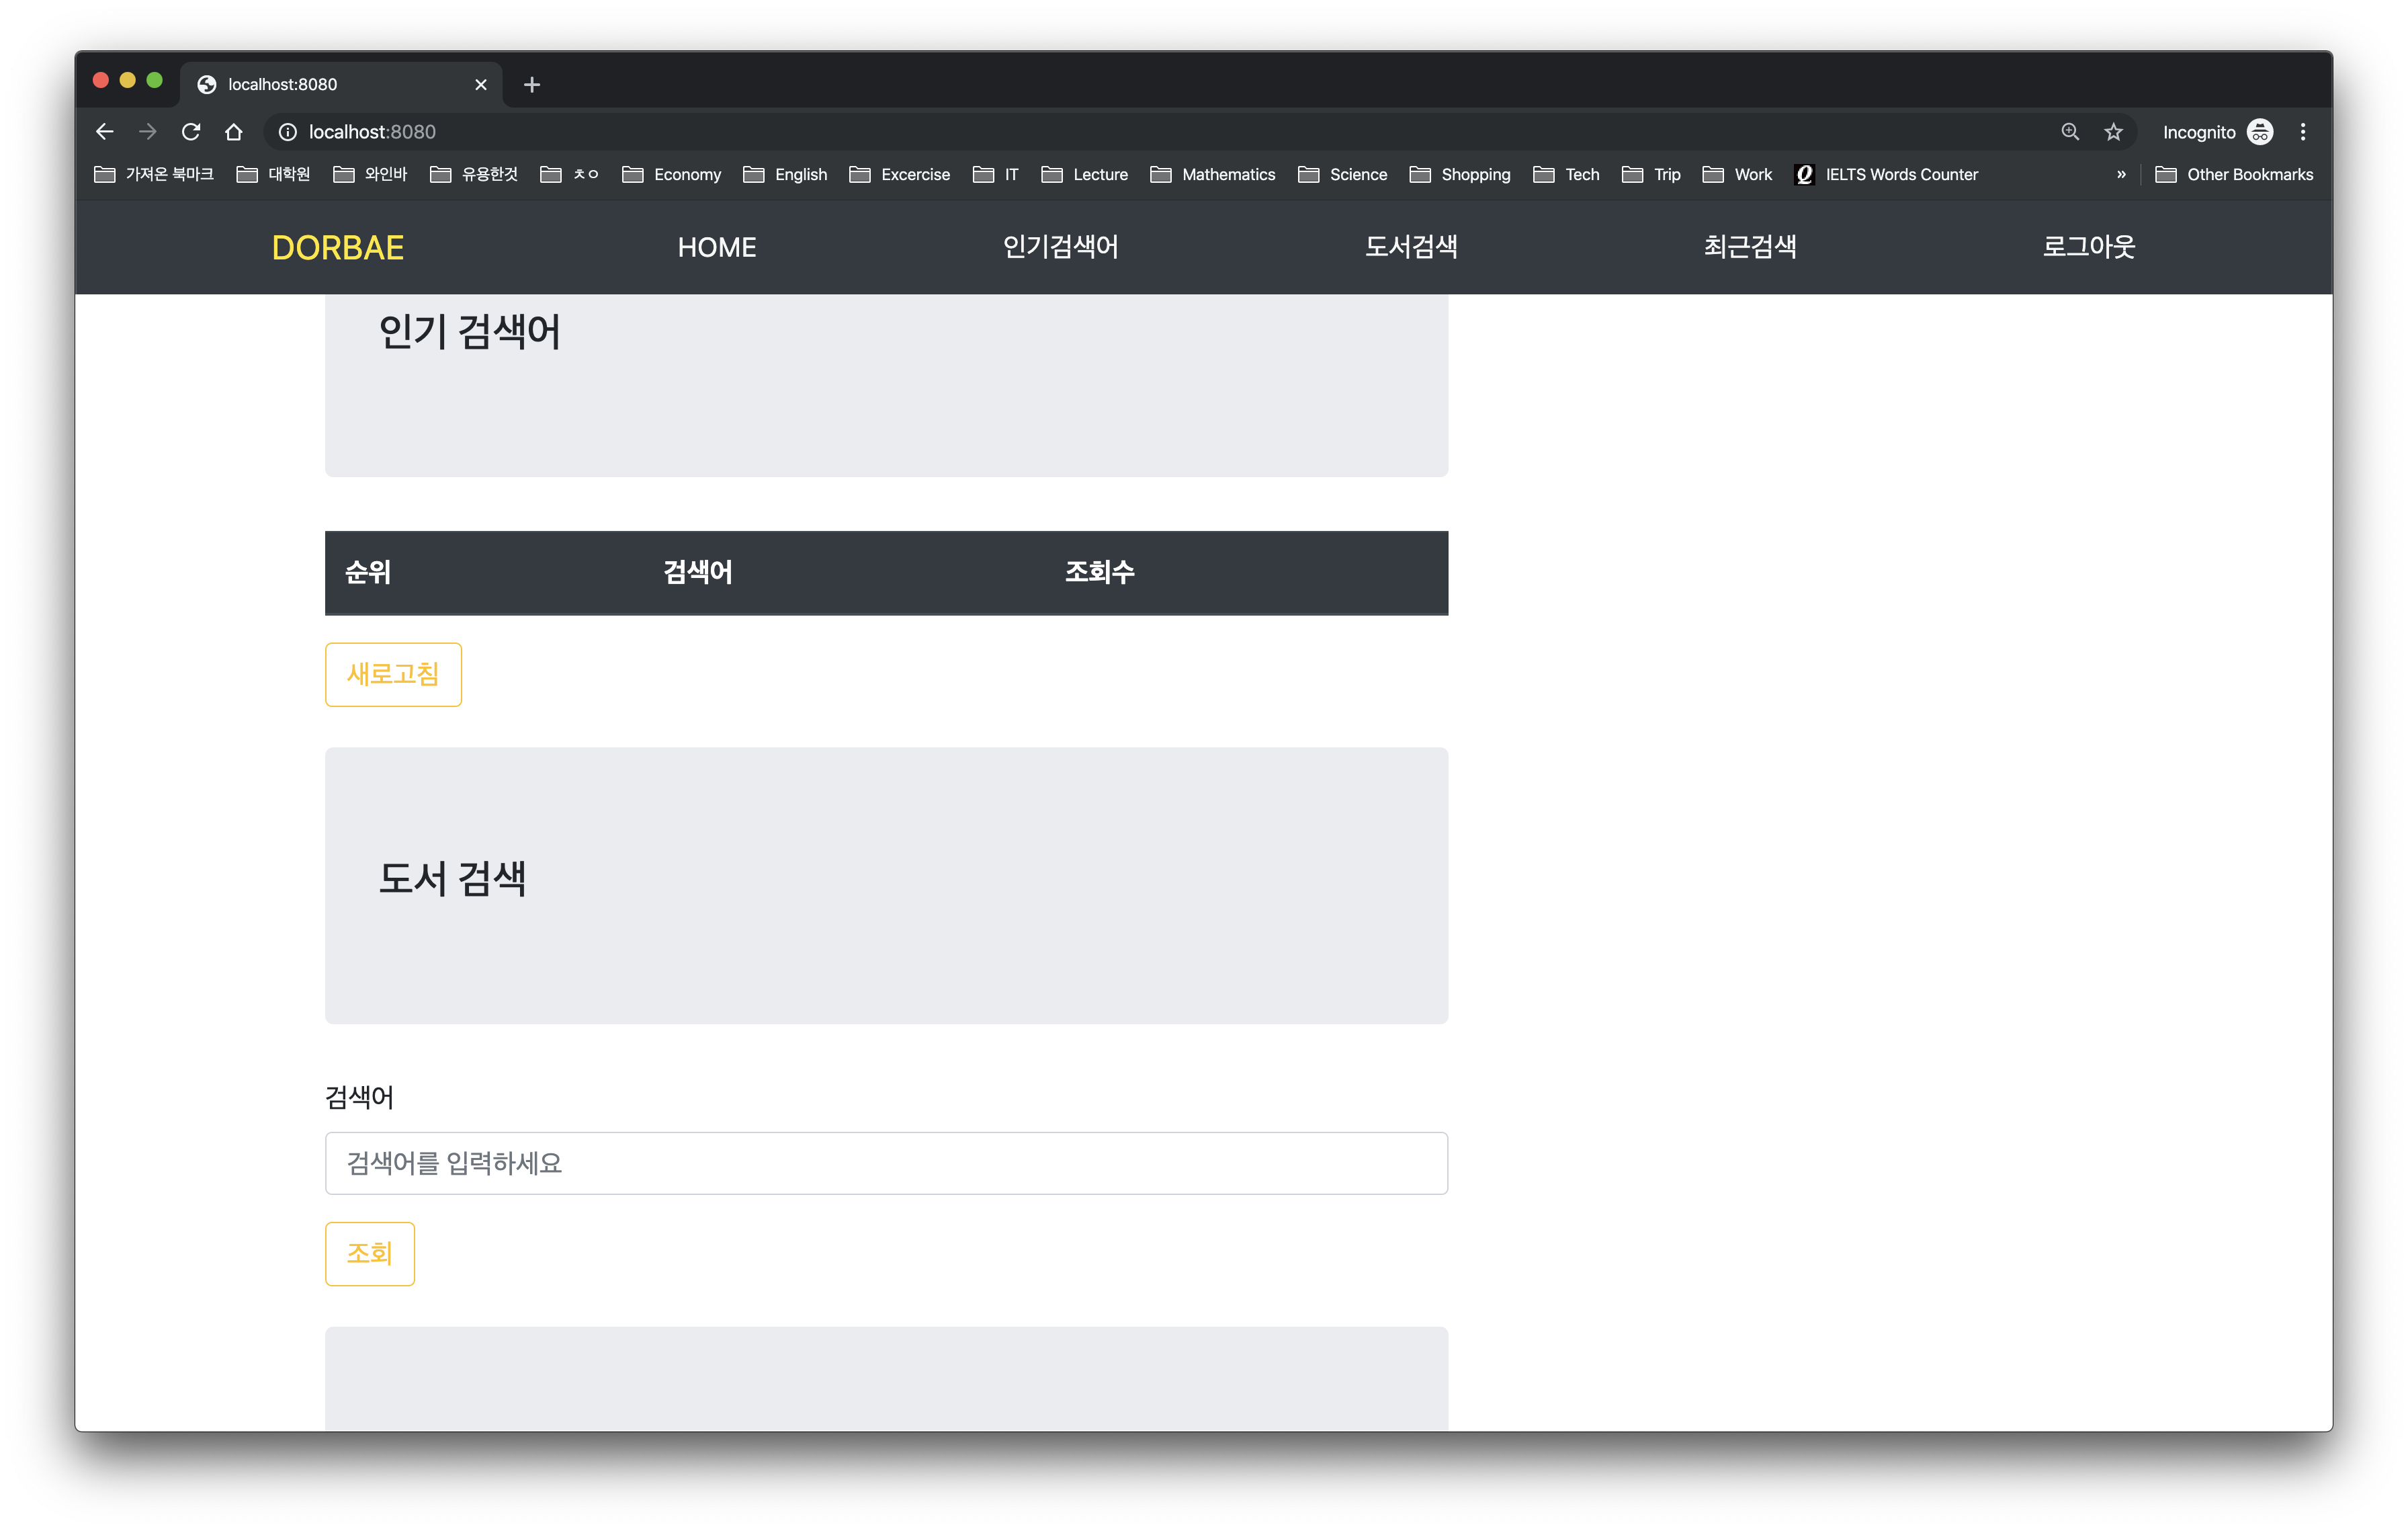 localhost:8080
localhost:8080 Incognito
가져온 북마크 대학원 와인바 유용한것 ㅊㅇ Economy English Excercise IT Lecture Mathematics Science Shopping Tech Trip Work IELTS Words Counter » Other Bookmarks
DORBAE HOME 인기검색어 도서검색 최근검색 로그아웃
인기 검색어
순위 검색어 조회수
새로고침
도서 검색
검색어
검색어를 입력하세요
조회